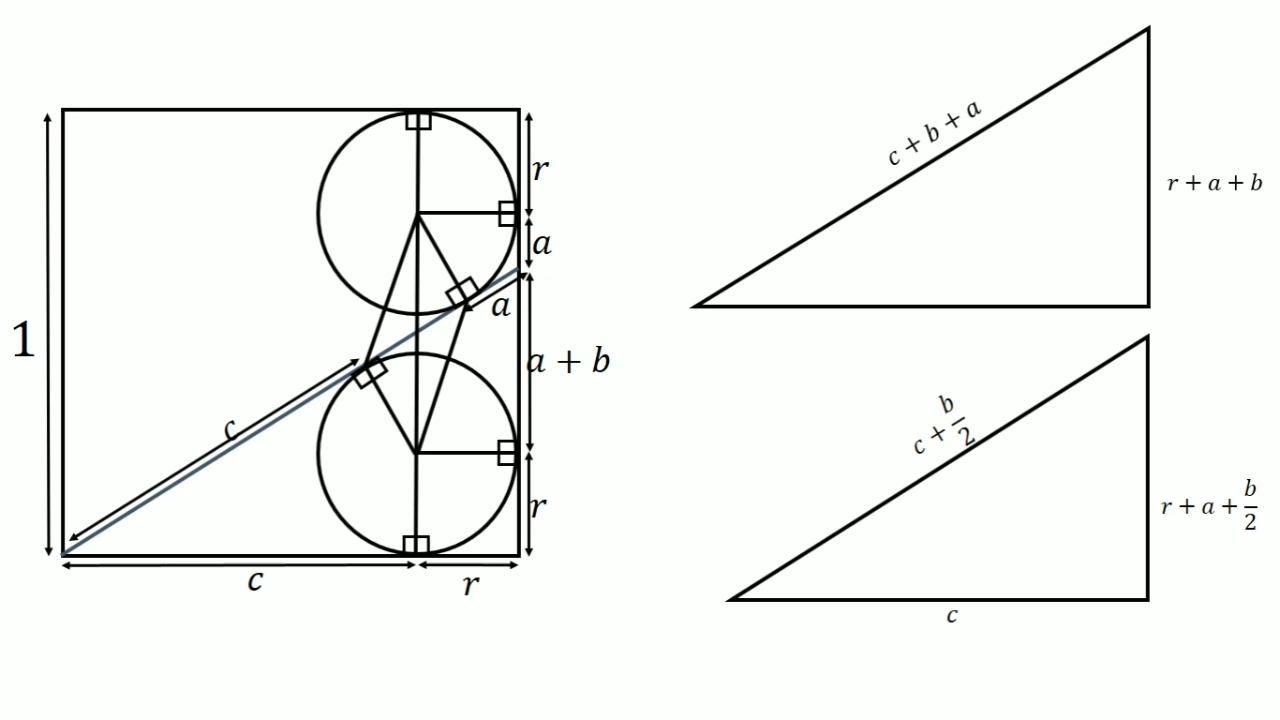 1
r
a
a
a + b
c
r
c
r
c + b + a
r + a + b
c + b/2
r + a + b/2
c